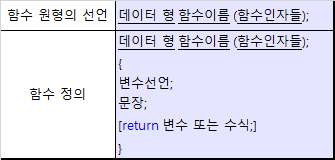 함수 원형의 선언
데이터 형 함수이름 (함수인자들);
함수 정의
데이터 형 함수이름 (함수인자들);
{
변수선언;
문장;
[return 변수 또는 수식;]
}